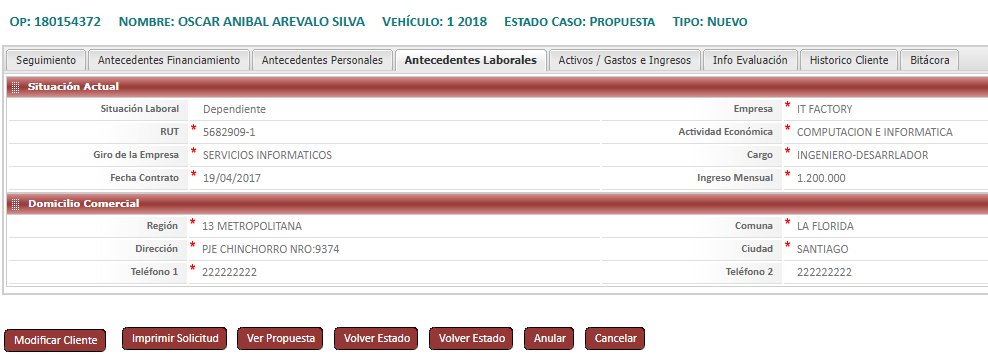 OP: 180154372 NOMBRE: OSCAR ANIBAL AREVALO SILVA VEHÍCULO: 1 2018 ESTADO CASO: PROPUESTA TIPO: NUEVO
Seguimiento Antecedentes Financiamiento Antecedentes Personales Antecedentes Laborales Activos / Gastos e Ingresos Info Evaluación Historico Cliente Bitácora
Situación Actual
Situación Laboral Dependiente Empresa * IT FACTORY
RUT * 5682909-1 Actividad Económica * COMPUTACION E INFORMATICA
Giro de la Empresa * SERVICIOS INFORMATICOS Cargo * INGENIERO-DESARRLADOR
Fecha Contrato * 19/04/2017 Ingreso Mensual * 1.200.000
Domicilio Comercial
Región * 13 METROPOLITANA Comuna * LA FLORIDA
Dirección * PJE CHINCHORRO NRO:9374 Ciudad * SANTIAGO
Teléfono 1 * 222222222 Teléfono 2 222222222
Modificar Cliente Imprimir Solicitud Ver Propuesta Volver Estado Volver Estado Anular Cancelar